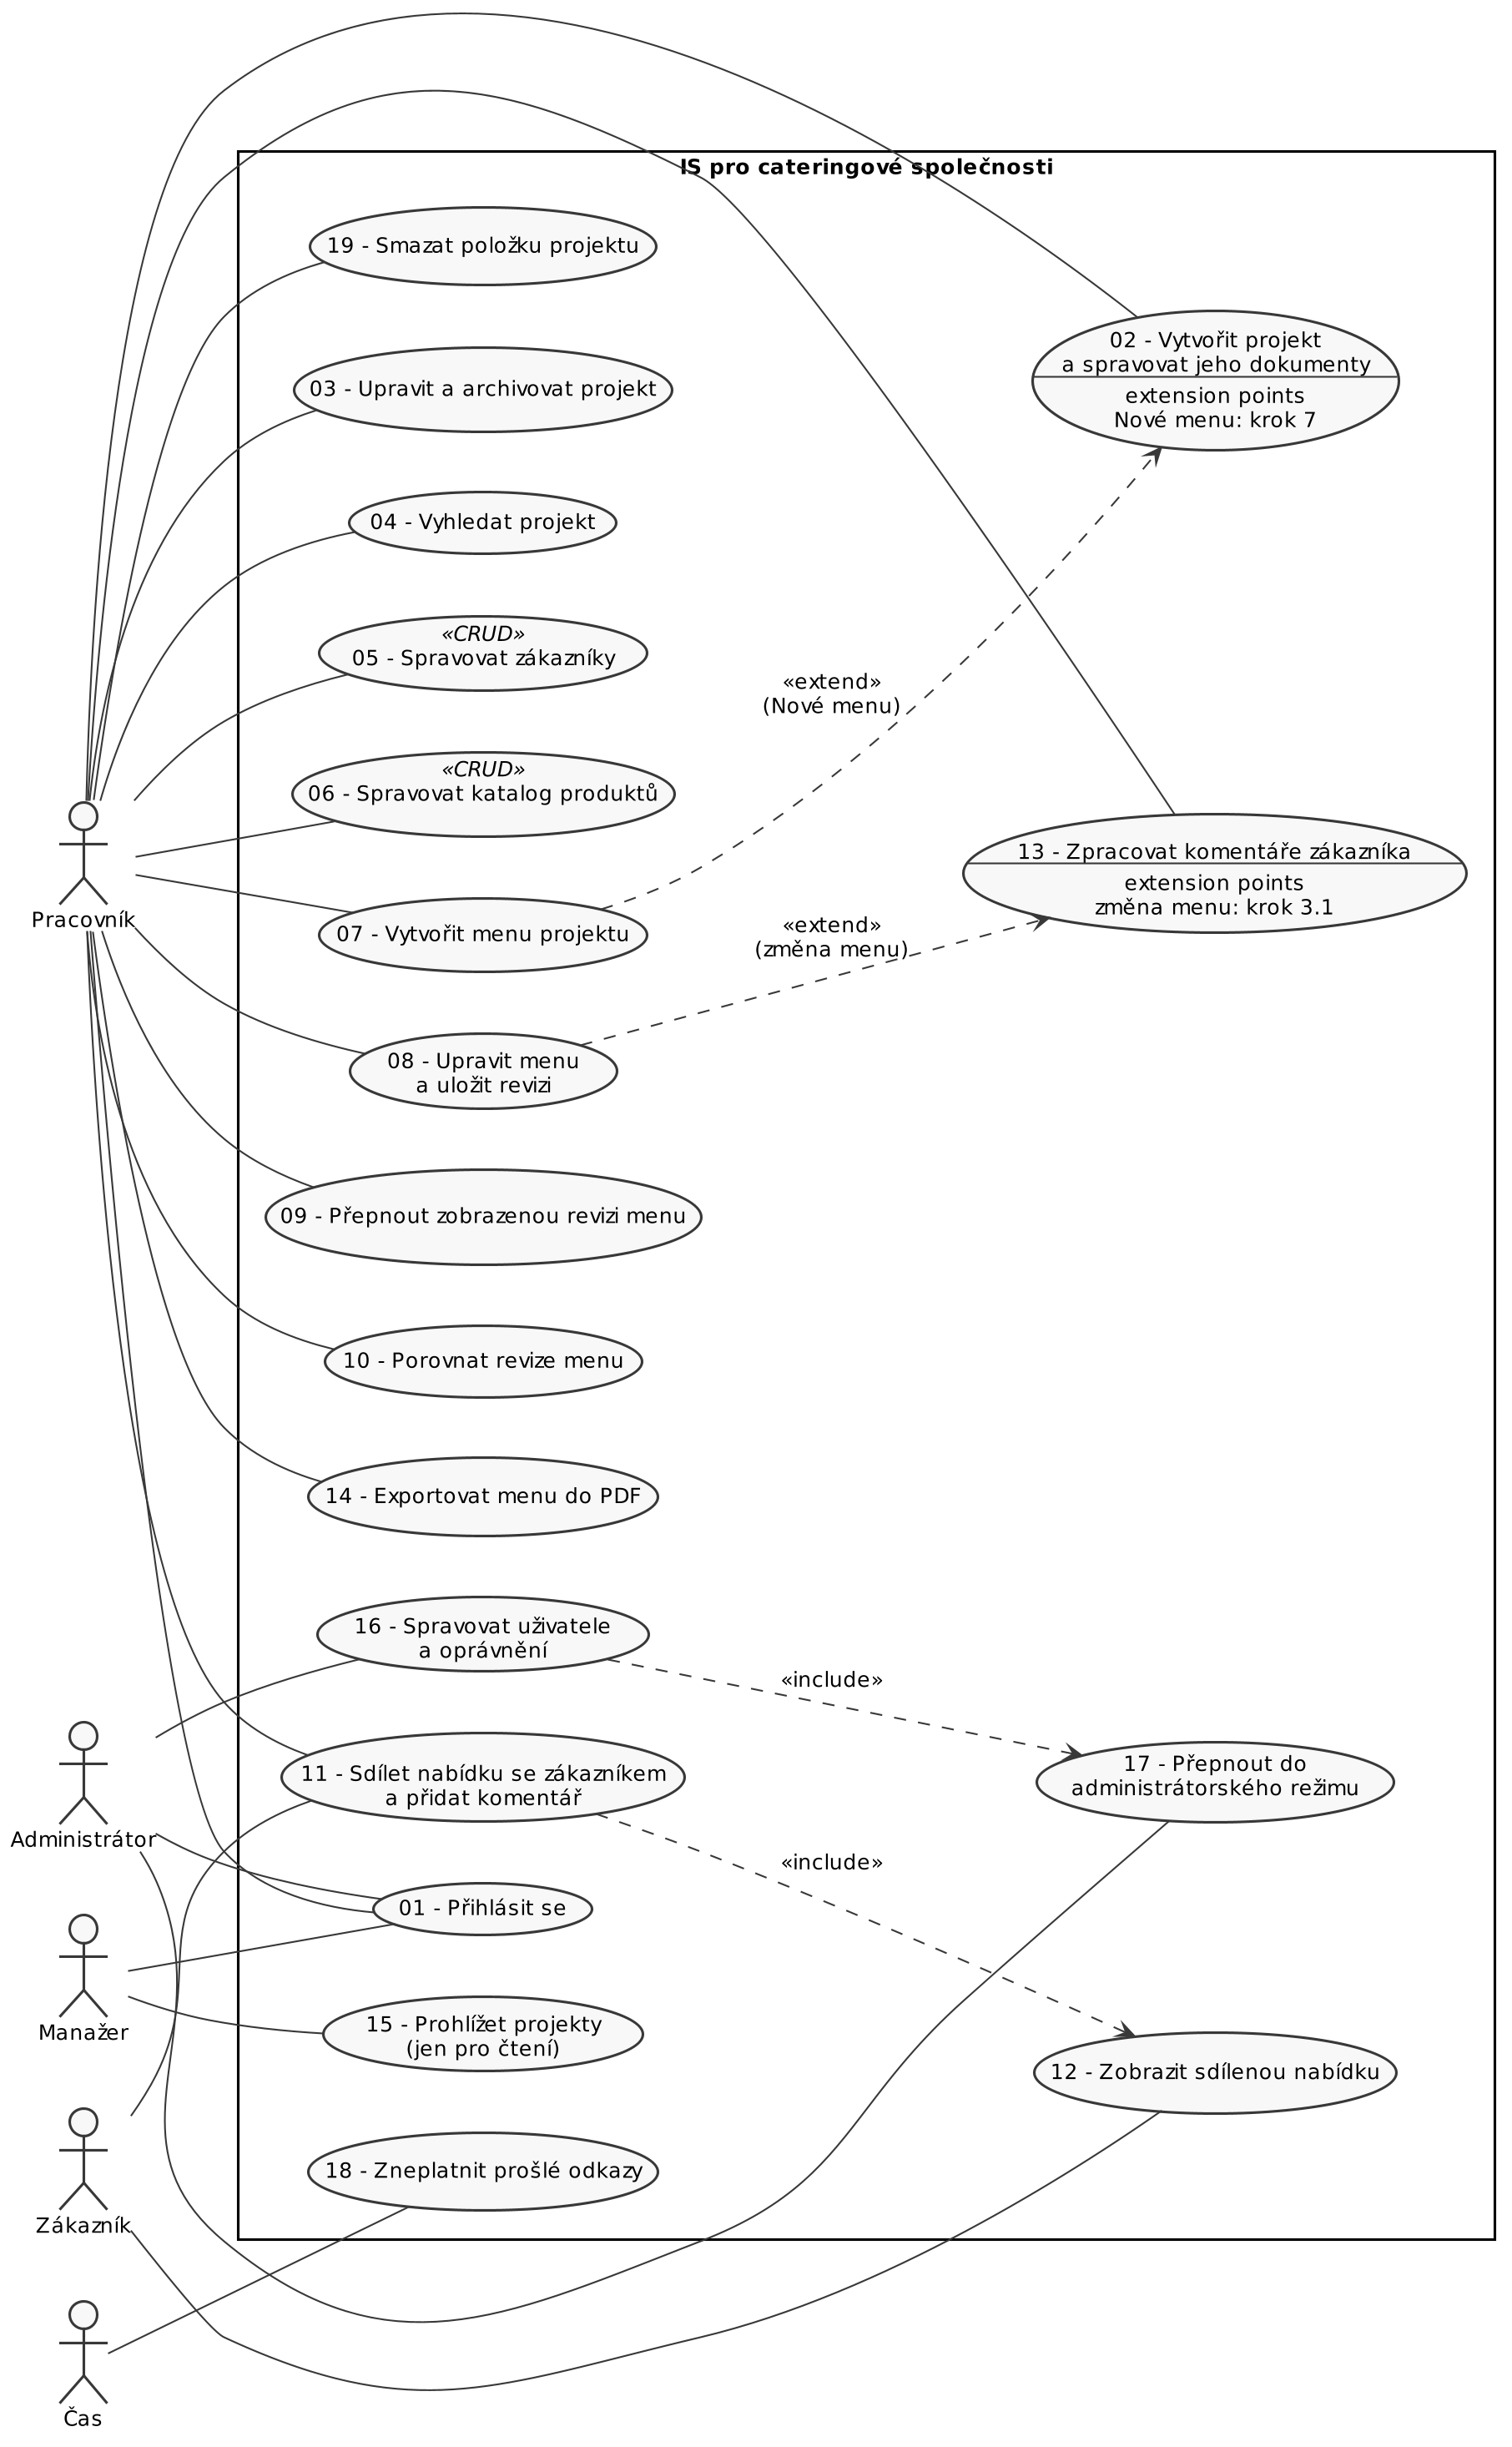 IS pro cateringové společnosti
19 - Smazat položku projektu
02 - Vytvořit projekt
a spravovat jeho dokumenty
extension points
Nové menu: krok 7
03 - Upravit a archivovat projekt
04 - Vyhledat projekt
«CRUD»
05 - Spravovat zákazníky
«extend»
(Nové menu)
«CRUD»
06 - Spravovat katalog produktů
13 - Zpracovat komentáře zákazníka
extension points
změna menu: krok 3.1
Pracovník
07 - Vytvořit menu projektu
«extend»
(změna menu)
08 - Upravit menu
a uložit revizi
09 - Přepnout zobrazenou revizi menu
10 - Porovnat revize menu
14 - Exportovat menu do PDF
16 - Spravovat uživatele
a oprávnění
«include»
11 - Sdílet nabídku se zákazníkem
a přidat komentář
17 - Přepnout do
administrátorského režimu
Administrátor
«include»
01 - Přihlásit se
Manažer
15 - Prohlížet projekty
(jen pro čtení)
12 - Zobrazit sdílenou nabídku
18 - Zneplatnit prošlé odkazy
Zákazník
Čas